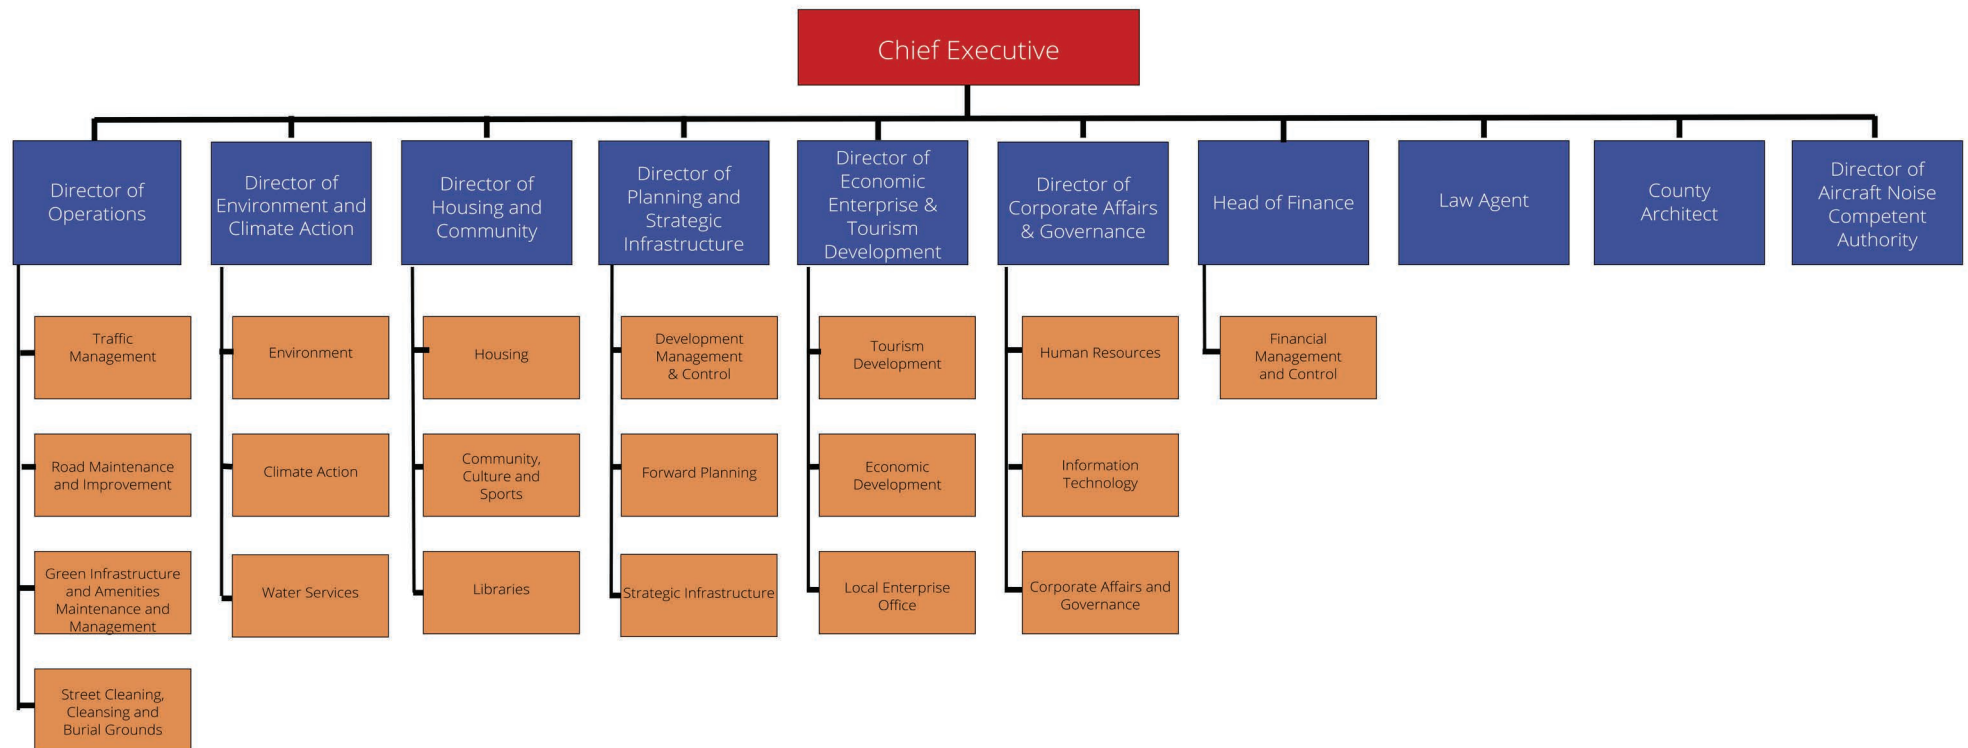 Chief Executive
Director of
Operations
Director of
Environment and
Climate Action
Director of
Housing and
Community
Director of
Planning and
Strategic
Infrastructure
Director of
Economic
Enterprise &
Tourism
Development
Director of
Corporate Affairs
& Governance
Head of Finance
Law Agent
County
Architect
Director of
Aircraft Noise
Competent
Authority
Traffic
Management
Environment
Housing
Development
Management
& Control
Tourism
Development
Human Resources
Financial
Management
and Control
Road Maintenance
and Improvement
Climate Action
Community,
Culture and
Sports
Forward Planning
Economic
Development
Information
Technology
Green Infrastructure
and Amenities
Maintenance and
Management
Water Services
Libraries
Strategic Infrastructure
Local Enterprise
Office
Corporate Affairs and
Governance
Street Cleaning,
Cleansing and
Burial Grounds